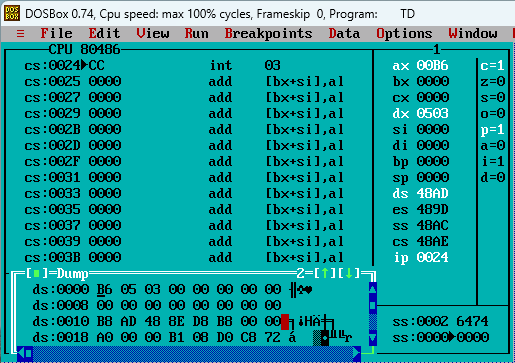 DOSBox 0.74, Cpu speed: max 100% cycles, Frameskip 0, Program: TD
≡ File Edit View Run Breakpoints Data Options Window
CPU 80486 1
cs:0024►CC int 03 ax 00B6 c=1
cs:0025 0000 add [bx+si],al bx 0000 z=0
cs:0027 0000 add [bx+si],al cx 0000 s=0
cs:0029 0000 add [bx+si],al dx 0503 o=0
cs:002B 0000 add [bx+si],al si 0000 p=1
cs:002D 0000 add [bx+si],al di 0000 a=0
cs:002F 0000 add [bx+si],al bp 0000 i=1
cs:0031 0000 add [bx+si],al sp 0000 d=0
cs:0033 0000 add [bx+si],al ds 48AD
cs:0035 0000 add [bx+si],al es 489D
cs:0037 0000 add [bx+si],al ss 48AC
cs:0039 0000 add [bx+si],al cs 48AE
cs:003B 0000 add [bx+si],al ip 0024
[■]=Dump 2=[↑][↓]
ds:0000 B6 05 03 00 00 00 00 00 ╢♣♥
ds:0008 00 00 00 00 00 00 00 00
ds:0010 B8 AD 48 8E D8 B8 00 00 ╕¡HÄ╪╕ ss:0002 6474
ds:0018 A0 00 00 B1 08 D0 C8 72 á ▒◘╨╚r ss:0000►0000